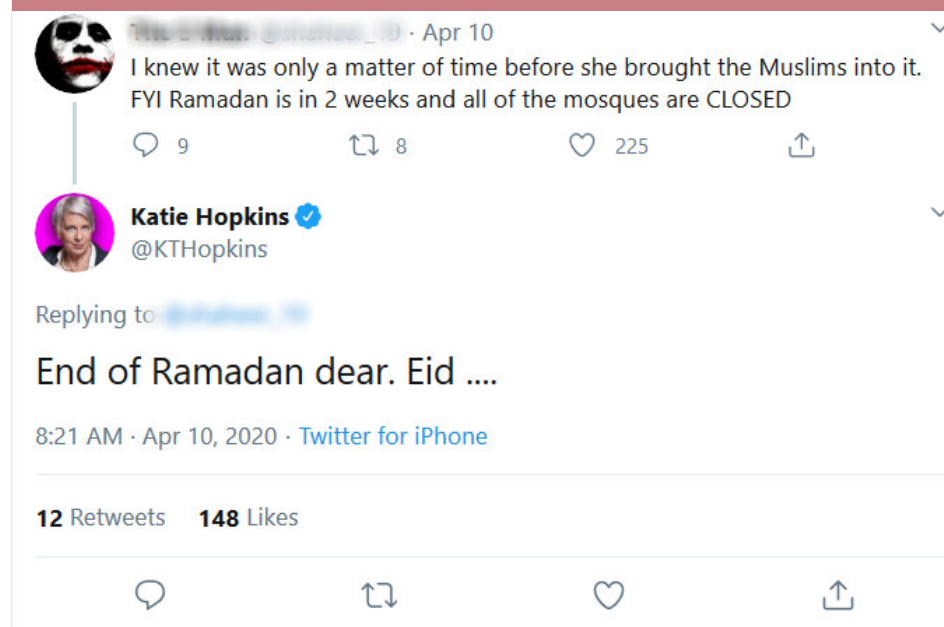 · Apr 10
I knew it was only a matter of time before she brought the Muslims into it.
FYI Ramadan is in 2 weeks and all of the mosques are CLOSED
9 8 225
Katie Hopkins
@KTHopkins
Replying to
End of Ramadan dear. Eid ....
8:21 AM · Apr 10, 2020 · Twitter for iPhone
12 Retweets 148 Likes